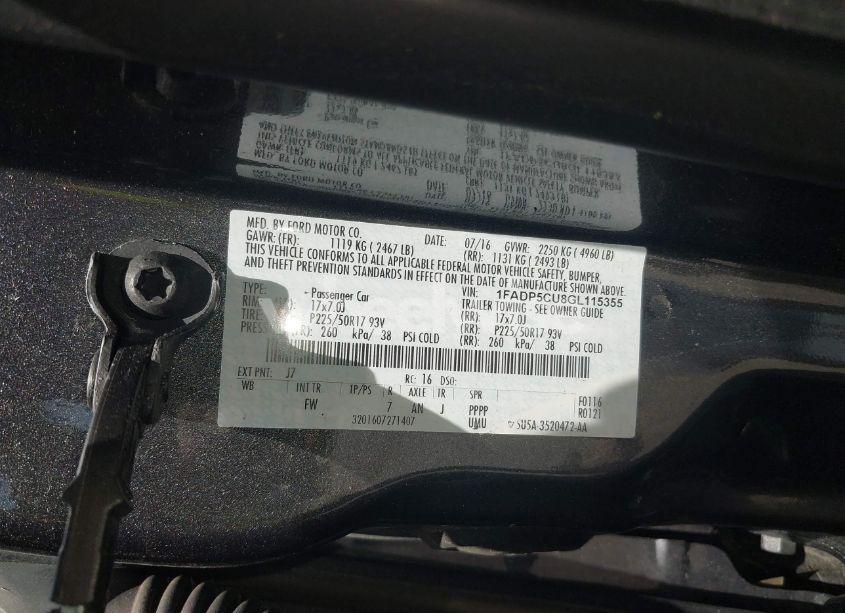 MFD. BY FORD MOTOR CO. DATE: 07/16 GVWR: 2250 KG ( 4960 LB)
GAWR: (FR): 1119 KG ( 2467 LB) (RR): 1131 KG ( 2493 LB)
THIS VEHICLE CONFORMS TO ALL APPLICABLE FEDERAL MOTOR VEHICLE SAFETY, BUMPER,
AND THEFT PREVENTION STANDARDS IN EFFECT ON THE DATE OF MANUFACTURE SHOWN ABOVE.
VIN: 1FADP5CU8GL115355
TYPE: - Passenger Car TRAILER TOWING - SEE OWNER GUIDE
17x7.0J (RR): 17x7.0J
TIRE P225/50R17 93V (RR): P225/50R17 93V
PRESS 260 kPa/ 38 PSI COLD (RR): 260 kPa/ 38 PSI COLD
EXT PNT: J7 RC: 16 DSO:
WB INT TR TP/PS R AXLE TR SPR F0116
FW 7 AN J PPPP R0121
3201607271407 UMU SU5A-3520472-AA